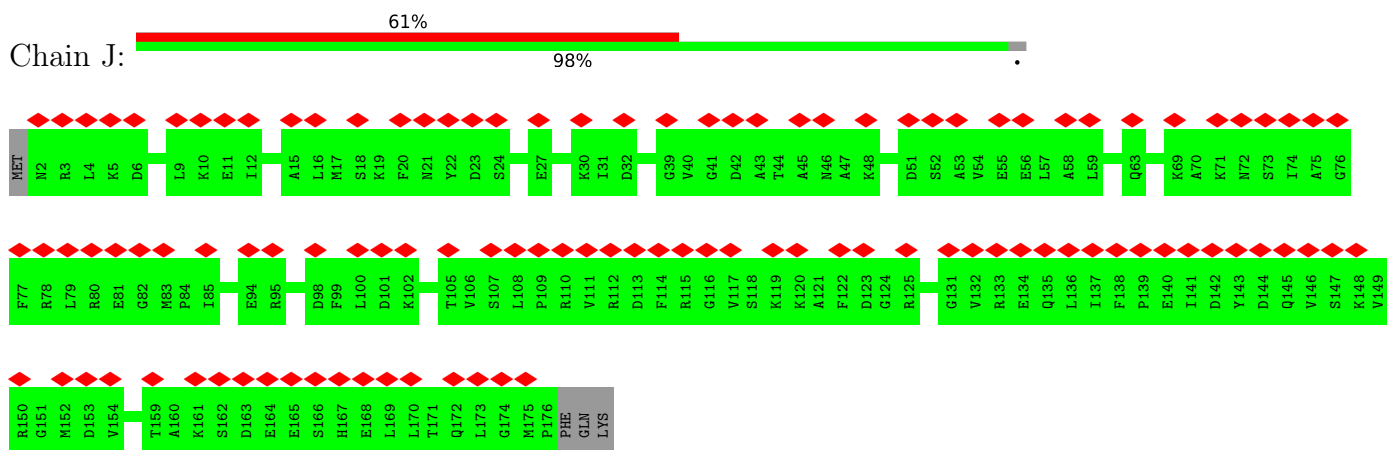 61%
Chain J:
98%
.
MET N2 R3 L4 K5 D6 L9 K10 E11 I12 A15 L16 M17 S18 K19 F20 N21 Y22 D23 S24 E27 K30 I31 D32 G39 V40 G41 D42 A43 T44 A45 N46 A47 K48 D51 S52 A53 V54 E55 E56 L57 A58 L59 Q63 K69 A70 K71 N72 S73 I74 A75 G76
F77 R78 L79 R80 E81 G82 M83 P84 I85 E94 R95 D98 F99 L100 D101 K102 T105 V106 S107 L108 P109 R110 V111 R112 D113 F114 R115 G116 V117 S118 K119 K120 A121 F122 D123 G124 R125 G131 V132 R133 E134 Q135 L136 I137 F138 P139 E140 I141 D142 Y143 D144 Q145 V146 S147 K148 V149
R150 G151 M152 D153 V154 T159 A160 K161 S162 D163 E164 E165 S166 H167 E168 L169 L170 T171 Q172 L173 G174 M175 P176 PHE GLN LYS